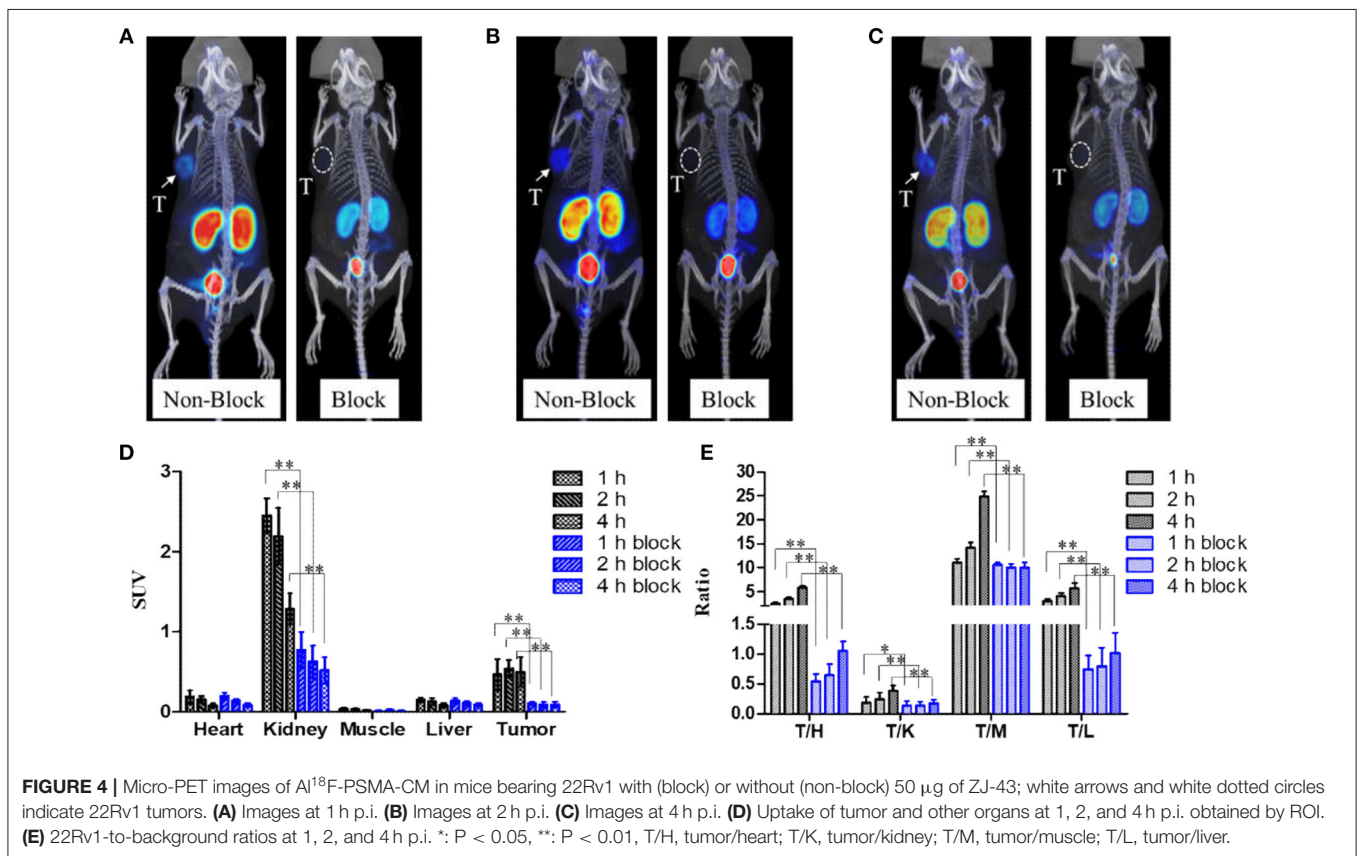 A
B
C
T
T
T
T
T
T
Non-Block
Block
Non-Block
Block
Non-Block
Block
D
E
3
2
1
0
SUV
**
**
**
**
**
**
Heart
Kidney
Muscle
Liver
Tumor
1 h
2 h
4 h
1 h block
2 h block
4 h block
30
25
20
15
10
5
1.5
1.0
0.5
0.0
Ratio
**
**
**
*
**
**
**
**
**
**
**
**
T/H
T/K
T/M
T/L
1 h
2 h
4 h
1 h block
2 h block
4 h block
FIGURE 4 | Micro-PET images of Al¹⁸F-PSMA-CM in mice bearing 22Rv1 with (block) or without (non-block) 50 μg of ZJ-43; white arrows and white dotted circles
indicate 22Rv1 tumors. (A) Images at 1 h p.i. (B) Images at 2 h p.i. (C) Images at 4 h p.i. (D) Uptake of tumor and other organs at 1, 2, and 4 h p.i. obtained by ROI.
(E) 22Rv1-to-background ratios at 1, 2, and 4 h p.i. *: P < 0.05, **: P < 0.01, T/H, tumor/heart; T/K, tumor/kidney; T/M, tumor/muscle; T/L, tumor/liver.